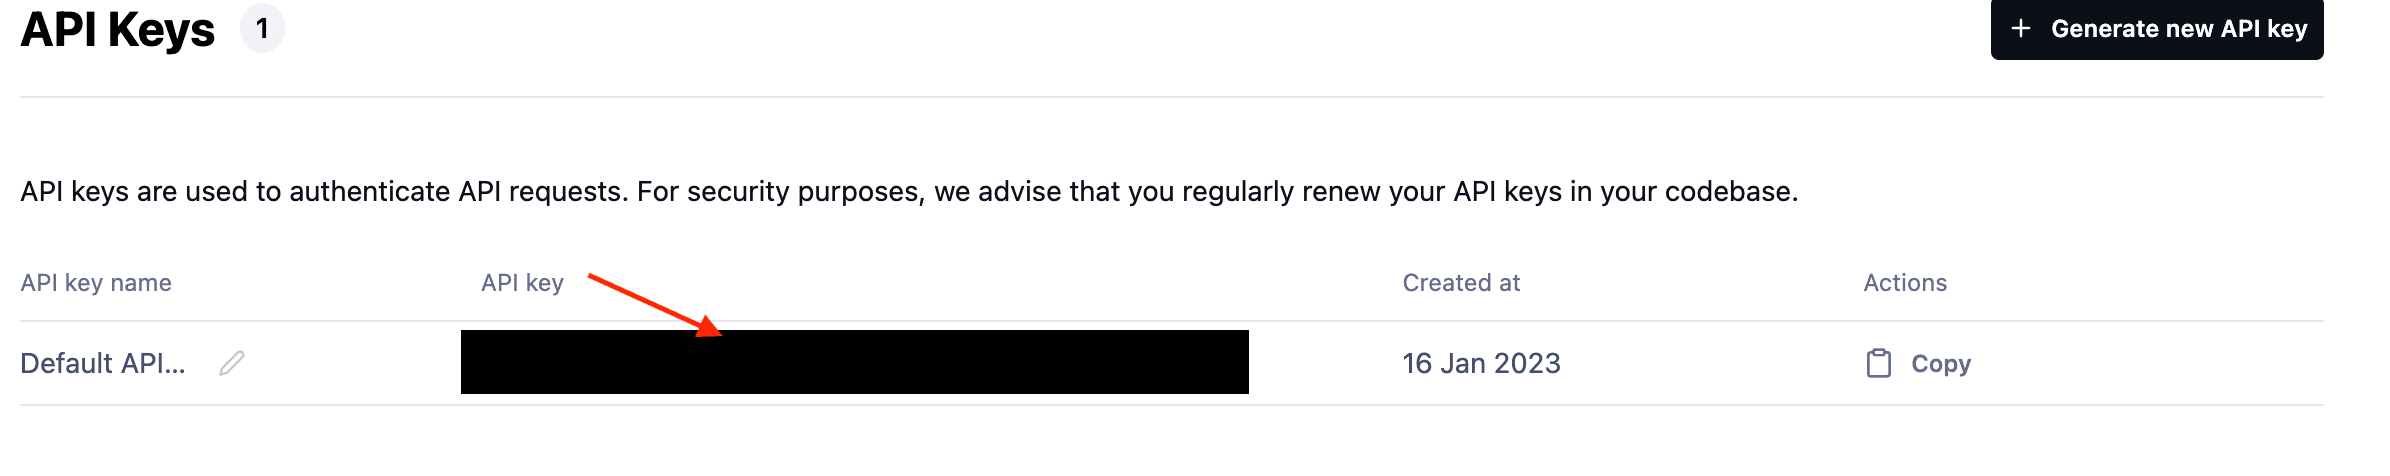 API Keys 1
+ Generate new API key
API keys are used to authenticate API requests. For security purposes, we advise that you regularly renew your API keys in your codebase.
API key name API key Created at Actions
Default API... 16 Jan 2023 Copy